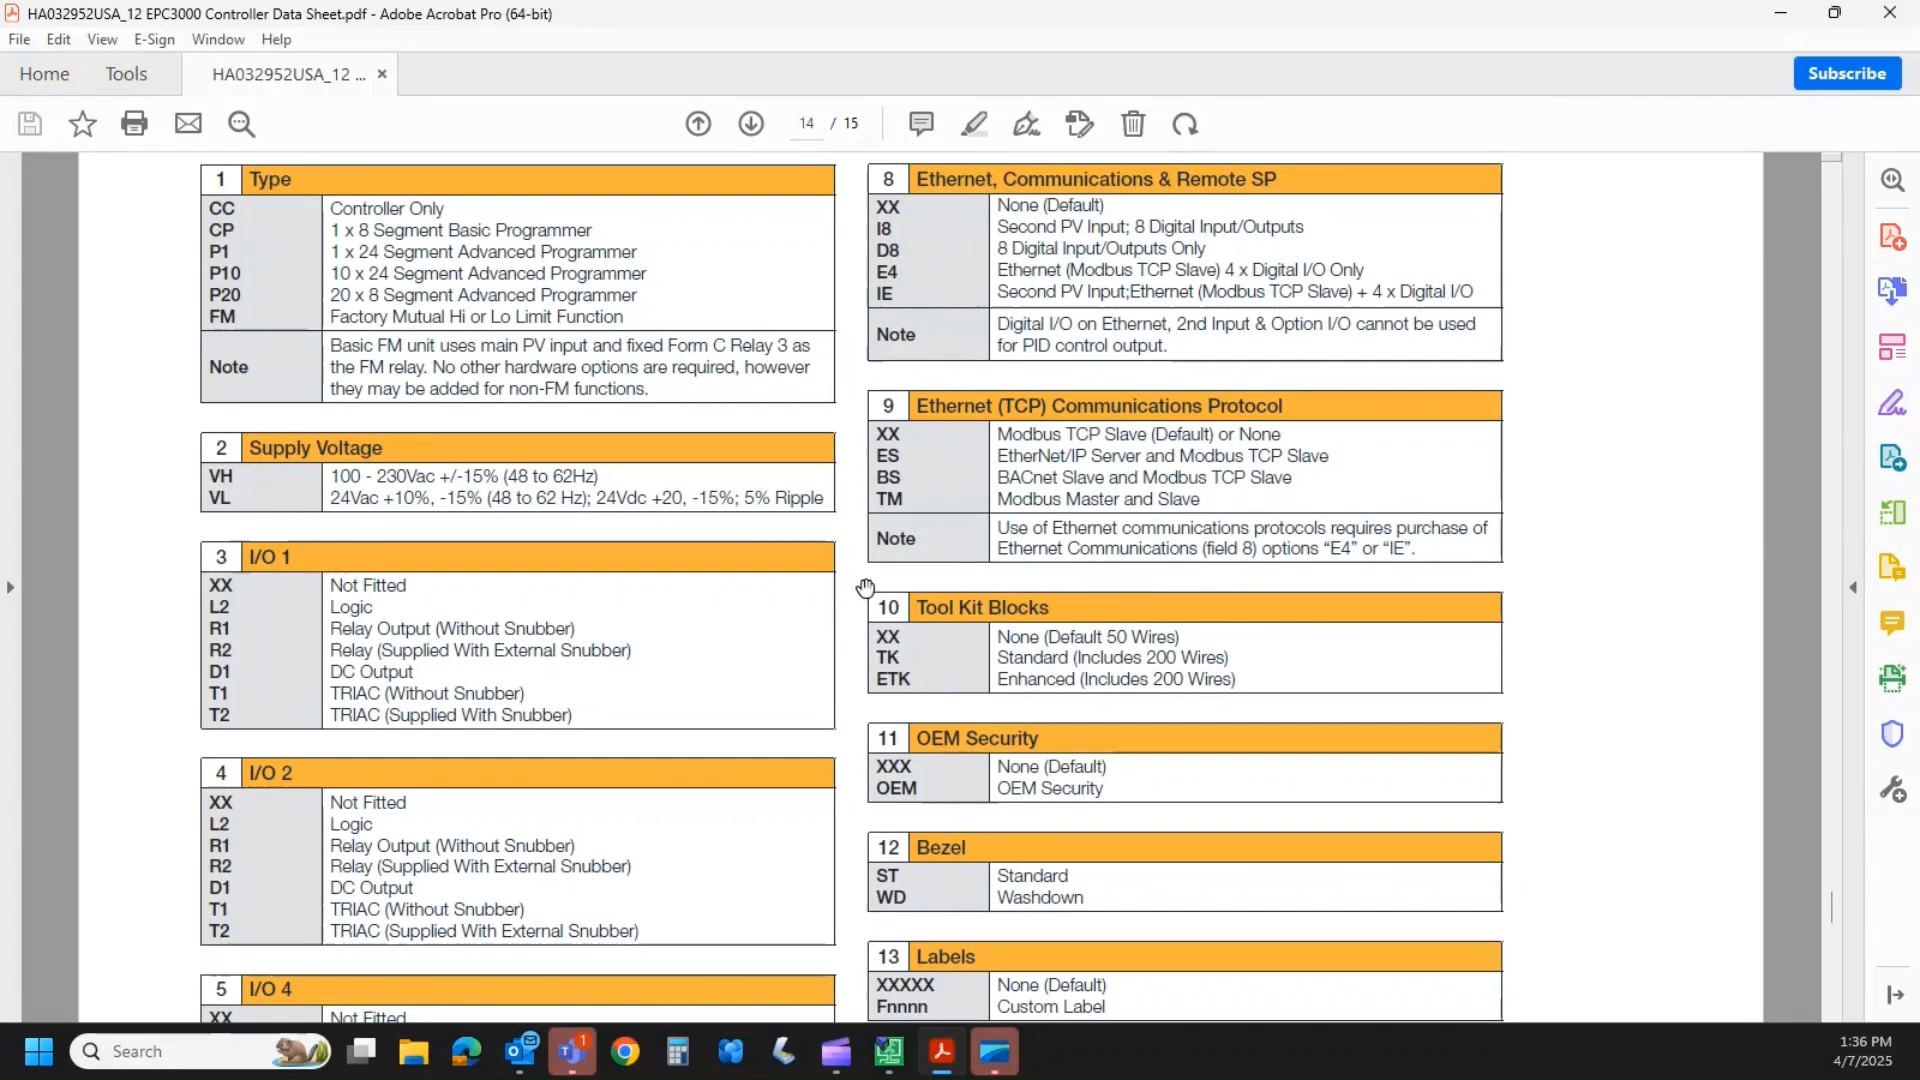 HA032952USA_12 EPC3000 Controller Data Sheet.pdf - Adobe Acrobat Pro (64-bit)
File Edit View E-Sign Window Help
Home Tools HA032952USA_12 ... × Subscribe
14 / 15
1 Type
CC Controller Only
CP 1 x 8 Segment Basic Programmer
P1 1 x 24 Segment Advanced Programmer
P10 10 x 24 Segment Advanced Programmer
P20 20 x 8 Segment Advanced Programmer
FM Factory Mutual Hi or Lo Limit Function
Note Basic FM unit uses main PV input and fixed Form C Relay 3 as
the FM relay. No other hardware options are required, however
they may be added for non-FM functions.
2 Supply Voltage
VH 100 - 230Vac +/-15% (48 to 62Hz)
VL 24Vac +10%, -15% (48 to 62 Hz); 24Vdc +20, -15%; 5% Ripple
3 I/O 1
XX Not Fitted
L2 Logic
R1 Relay Output (Without Snubber)
R2 Relay (Supplied With External Snubber)
D1 DC Output
T1 TRIAC (Without Snubber)
T2 TRIAC (Supplied With Snubber)
4 I/O 2
XX Not Fitted
L2 Logic
R1 Relay Output (Without Snubber)
R2 Relay (Supplied With External Snubber)
D1 DC Output
T1 TRIAC (Without Snubber)
T2 TRIAC (Supplied With External Snubber)
5 I/O 4
XX Not Fitted
8 Ethernet, Communications & Remote SP
XX None (Default)
I8 Second PV Input; 8 Digital Input/Outputs
D8 8 Digital Input/Outputs Only
E4 Ethernet (Modbus TCP Slave) 4 x Digital I/O Only
IE Second PV Input;Ethernet (Modbus TCP Slave) + 4 x Digital I/O
Note Digital I/O on Ethernet, 2nd Input & Option I/O cannot be used
for PID control output.
9 Ethernet (TCP) Communications Protocol
XX Modbus TCP Slave (Default) or None
ES EtherNet/IP Server and Modbus TCP Slave
BS BACnet Slave and Modbus TCP Slave
TM Modbus Master and Slave
Note Use of Ethernet communications protocols requires purchase of
Ethernet Communications (field 8) options “E4” or “IE”.
10 Tool Kit Blocks
XX None (Default 50 Wires)
TK Standard (Includes 200 Wires)
ETK Enhanced (Includes 200 Wires)
11 OEM Security
XXX None (Default)
OEM OEM Security
12 Bezel
ST Standard
WD Washdown
13 Labels
XXXXX None (Default)
Fnnnn Custom Label
Search
1
1:36 PM
4/7/2025